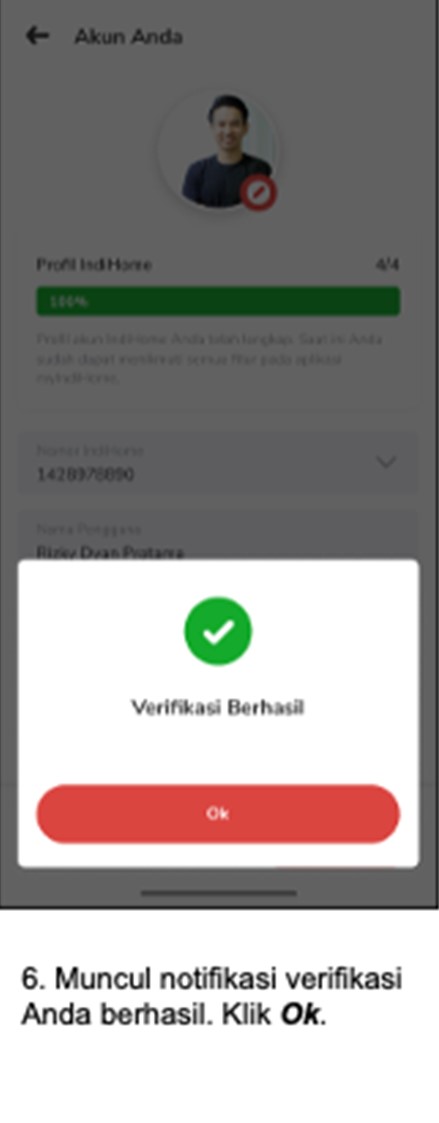 Akun Anda
Profil IndiHome 4/4
100%
Profil akun IndiHome Anda telah lengkap. Saat ini Anda
sudah dapat menikmati semua fitur pada aplikasi
myIndiHome.
Nomor IndiHome
1428978890
Nama Pengguna
Rizky Dyan Pratama
Verifikasi Berhasil
Ok
6. Muncul notifikasi verifikasi
Anda berhasil. Klik Ok.